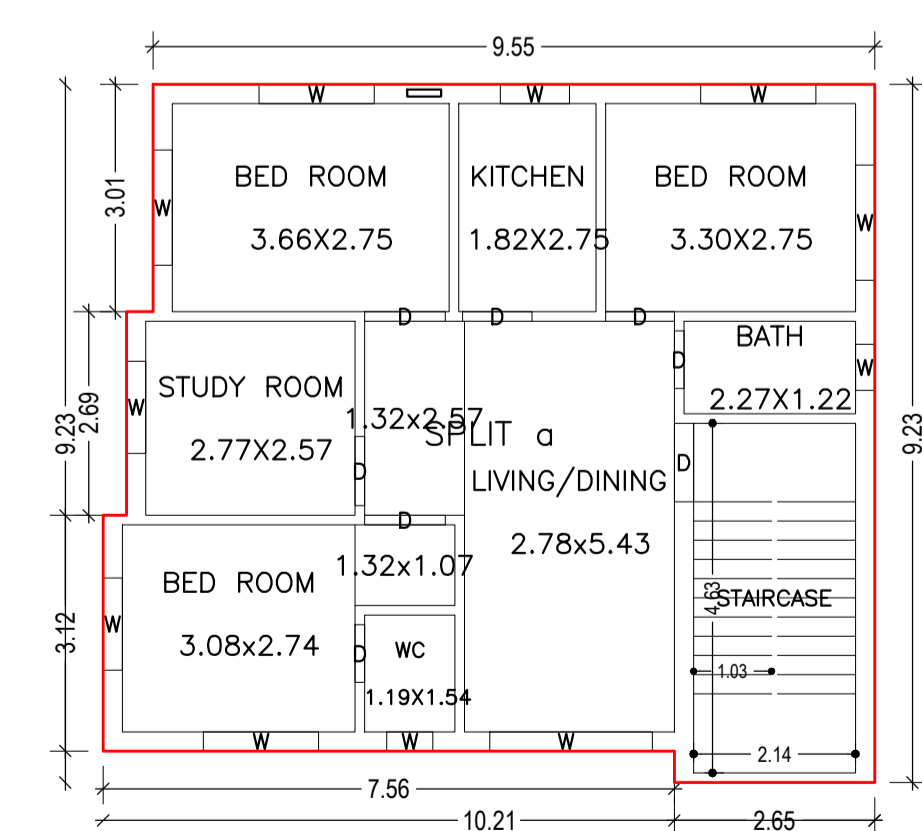 9.55
W
W
W
BED ROOM
KITCHEN
BED ROOM
3.01
W
W
3.66X2.75
1.82X2.75
3.30X2.75
D
D
D
BATH
D
W
STUDY ROOM
2.27X1.22
W
1.32x2.57
9.23
2.69
SPLIT a
9.23
2.77X2.57
D
D
LIVING/DINING
D
2.78x5.43
1.32x1.07
BED ROOM
4.63
STAIRCASE
W
3.12
3.08x2.74
D
WC
1.03
1.19X1.54
W
W
W
2.14
7.56
10.21
2.65